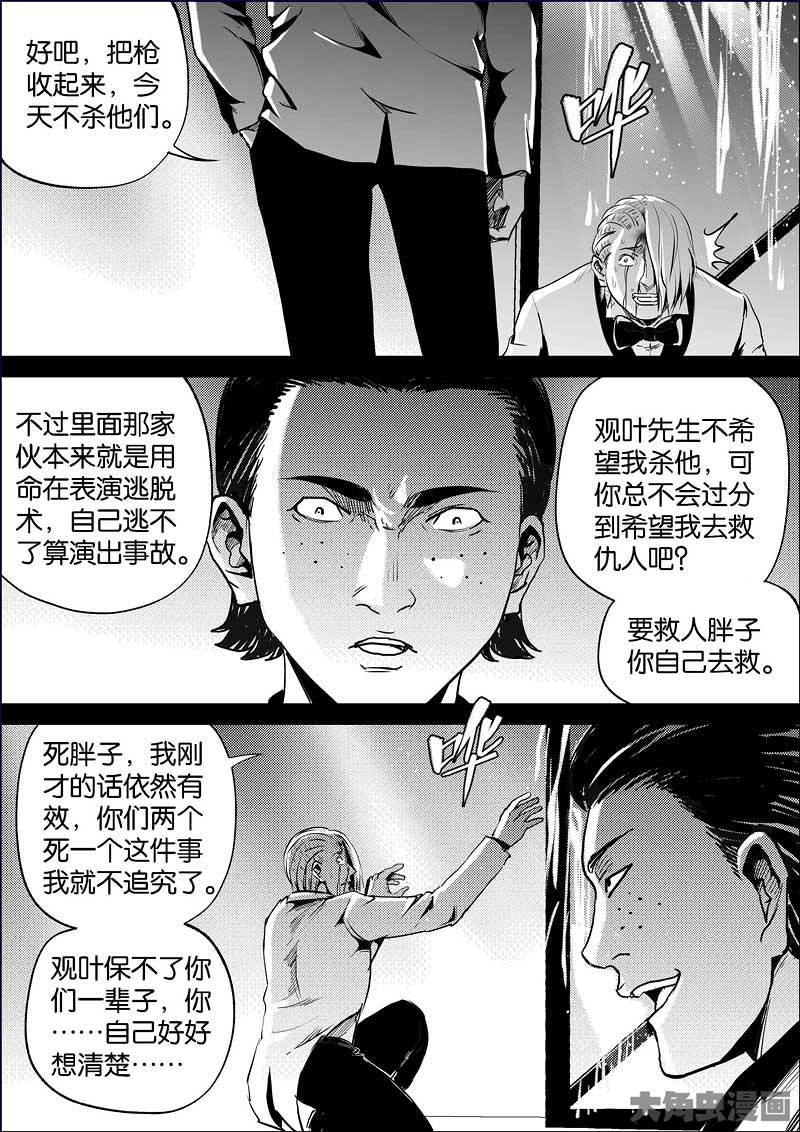 好吧，把枪
收起来，今
天不杀他们。
哗
不过里面那家
伙本来就是用
命在表演逃脱
术，自己逃不
了算演出事故。
观叶先生不希
望我杀他，可
你总不会过分
到希望我去救
仇人吧？
要救人胖子
你自己去救。
死胖子，我刚
才的话依然有
效，你们两个
死一个这件事
我就不追究了。
哗
观叶保不了你
们一辈子，你
……自己好好
想清楚……
大角虫漫画